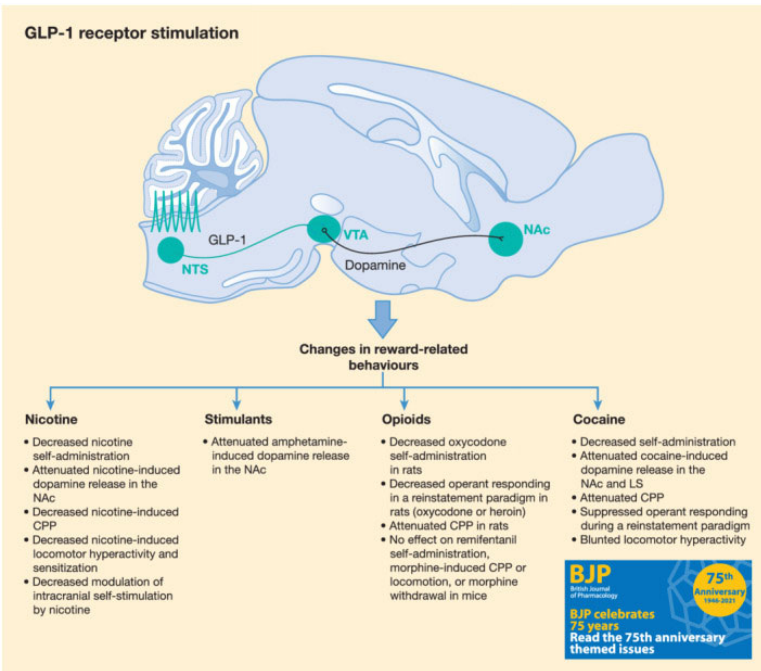 GLP-1 receptor stimulation
GLP-1
NTS
VTA
Dopamine
NAc
Changes in reward-related
behaviours
Nicotine
• Decreased nicotine
self-administration
• Attenuated nicotine-induced
dopamine release in the
NAc
• Decreased nicotine-induced
CPP
• Decreased nicotine-induced
locomotor hyperactivity and
sensitization
• Decreased modulation of
intracranial self-stimulation
by nicotine
Stimulants
• Attenuated amphetamine-
induced dopamine release
in the NAc
Opioids
• Decreased oxycodone
self-administration
in rats
• Decreased operant responding
in a reinstatement paradigm in
rats (oxycodone or heroin)
• Attenuated CPP in rats
• No effect on remifentanil
self-administration,
morphine-induced CPP or
locomotion, or morphine
withdrawal in mice
Cocaine
• Decreased self-administration
• Attenuated cocaine-induced
dopamine release in the
NAc and LS
• Attenuated CPP
• Suppressed operant responding
during a reinstatement paradigm
• Blunted locomotor hyperactivity
BJP
British Journal
of Pharmacology
75th
Anniversary
1946-2021
BJP celebrates
75 years
Read the 75th anniversary
themed issues